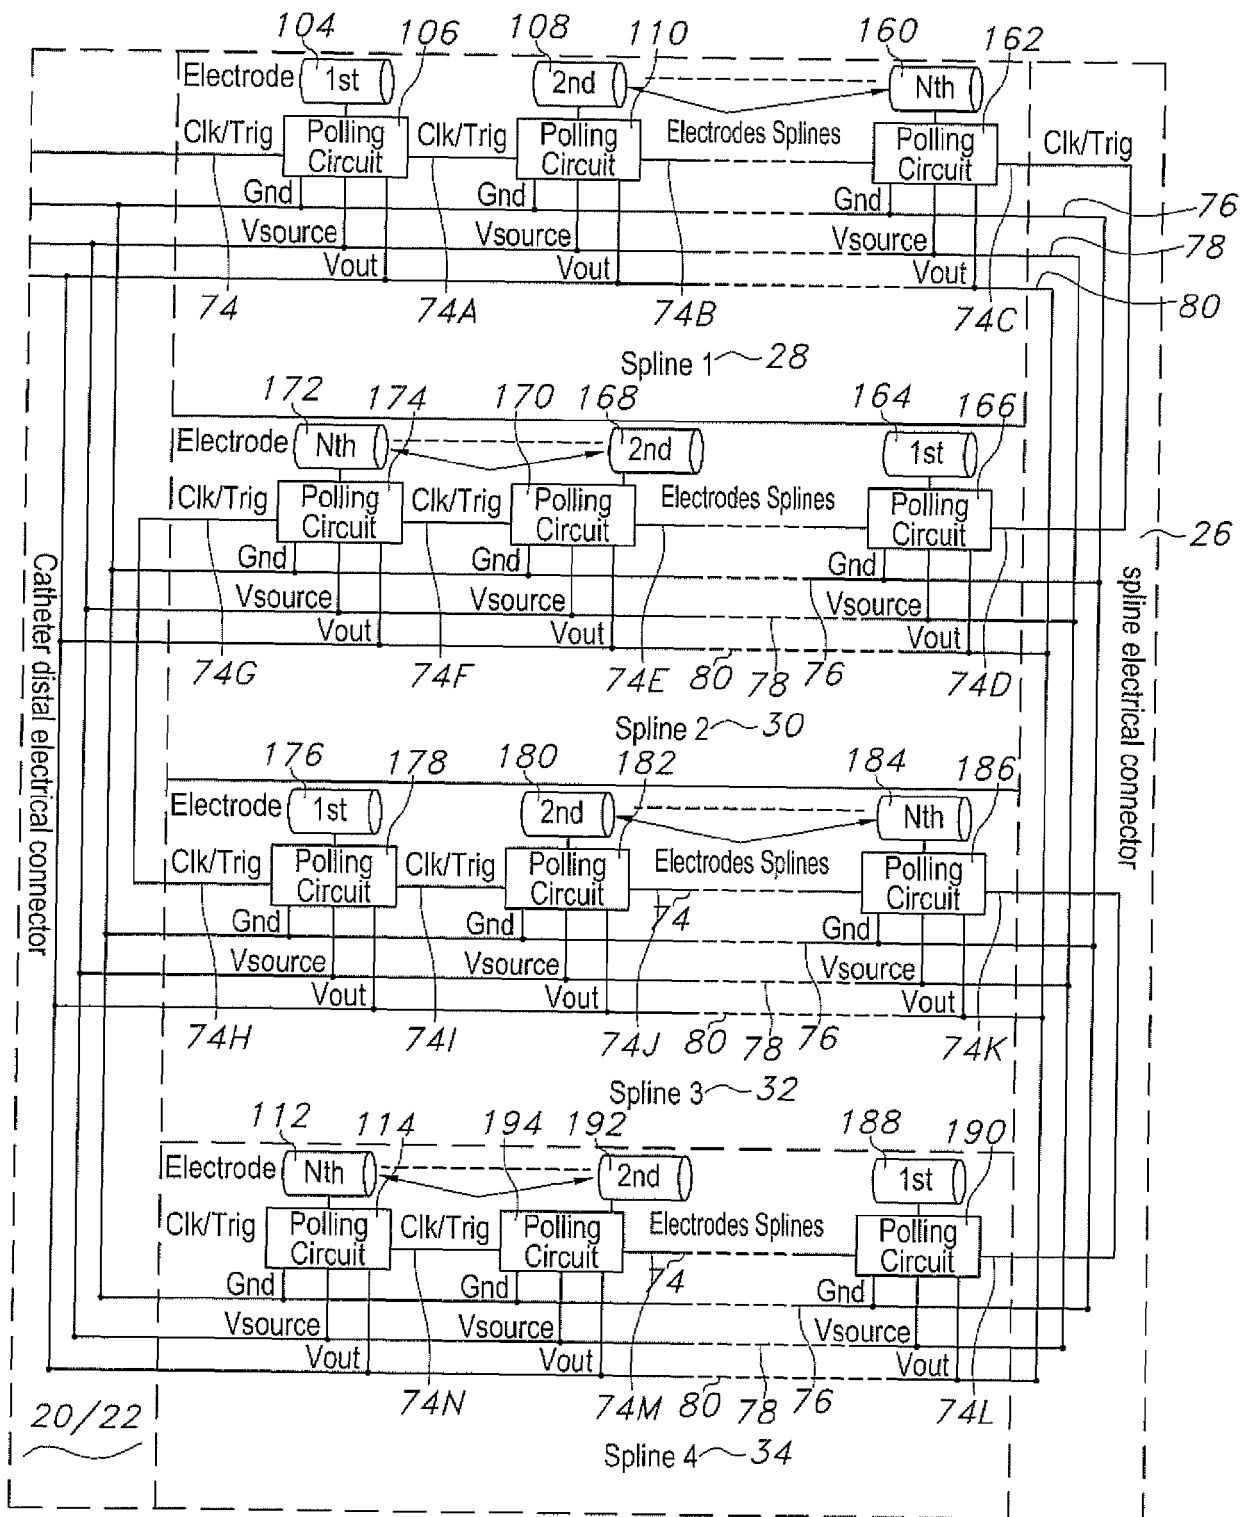 104 106 108 110 160 162
Electrode 1st 2nd Nth
Clk/Trig Polling Circuit Clk/Trig Polling Circuit Electrodes Splines Polling Circuit Clk/Trig
Gnd Gnd Gnd 76
Vsource Vsource Vsource 78
Vout Vout Vout 80
74 74A 74B 74C
Spline 1 28
172 174 170 168 164 166
Electrode Nth 2nd 1st
Clk/Trig Polling Circuit Clk/Trig Polling Circuit Electrodes Splines Polling Circuit
26
Gnd Gnd Gnd
Vsource Vsource Vsource
Vout Vout Vout
74G 74F 74E 80 78 76 74D
Catheter distal electrical connector
spline electrical connector
Spline 2 30
176 178 180 182 184 186
Electrode 1st 2nd Nth
Clk/Trig Polling Circuit Clk/Trig Polling Circuit Electrodes Splines Polling Circuit
74
Gnd Gnd Gnd
Vsource Vsource Vsource
Vout Vout Vout
74H 74I 74J 80 78 76 74K
Spline 3 32
112 114 194 192 188 190
Electrode Nth 2nd 1st
Clk/Trig Polling Circuit Clk/Trig Polling Circuit Electrodes Splines Polling Circuit
74
Gnd Gnd Gnd
Vsource Vsource Vsource
Vout Vout Vout
74N 74M 80 78 76 74L
20/22
Spline 4 34